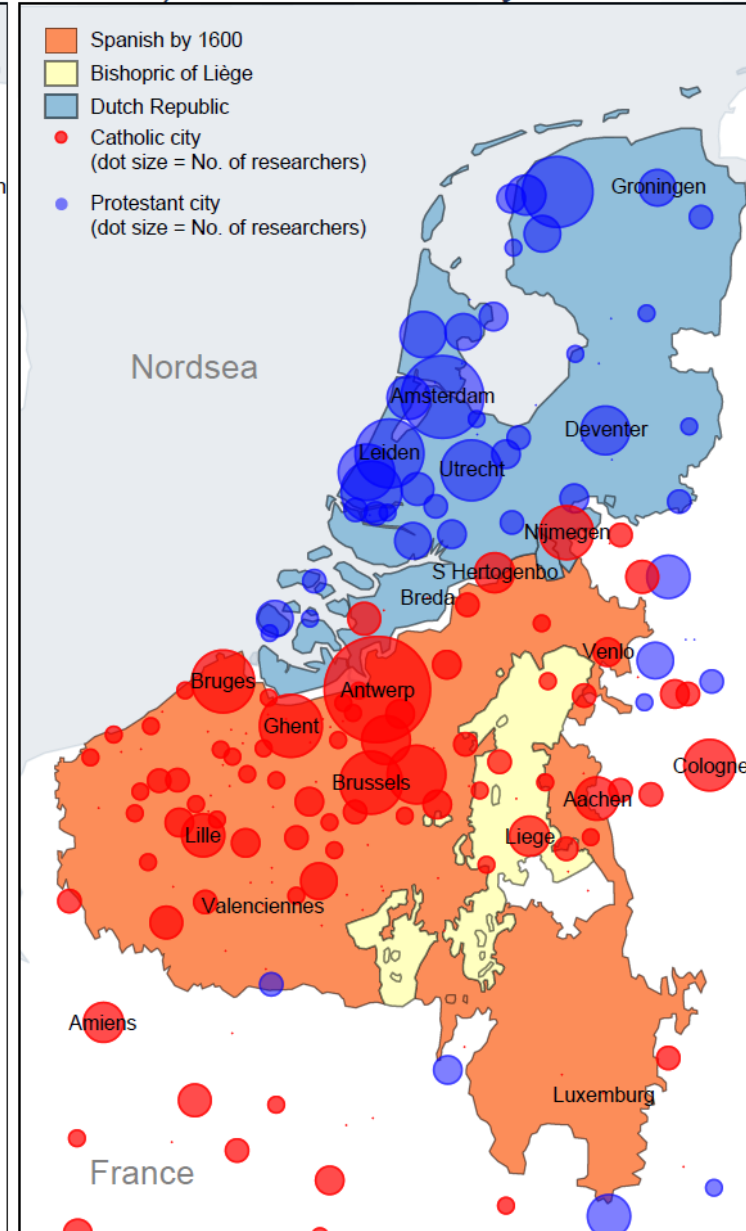 Spanish by 1600
Bishopric of Liège
Dutch Republic
Catholic city
(dot size = No. of researchers)
Protestant city
(dot size = No. of researchers)
Groningen
Nordsea
Amsterdam
Deventer
Leiden
Utrecht
Nijmegen
S Hertogenbo
Breda
Venlo
Bruges
Antwerp
Ghent
Cologne
Brussels
Aachen
Lille
Liege
Valenciennes
Amiens
Luxemburg
France